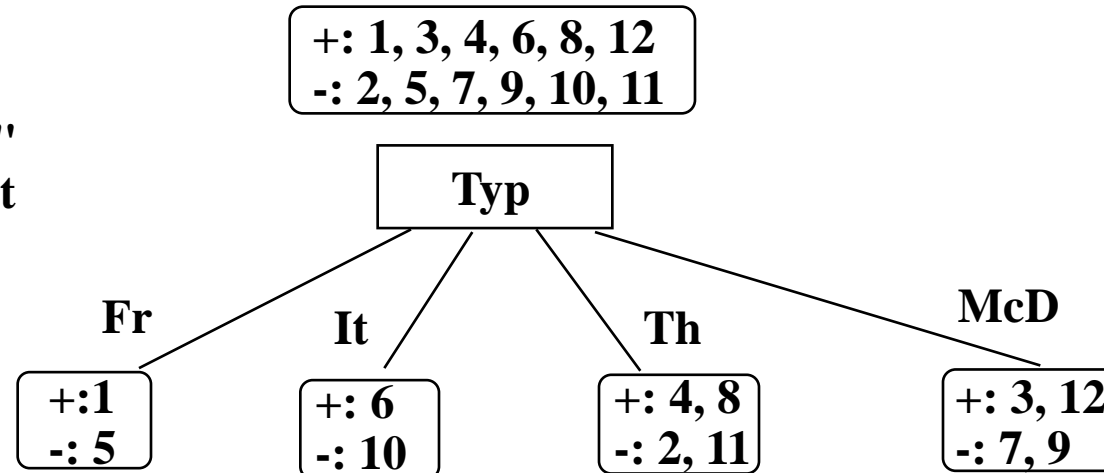 +: 1, 3, 4, 6, 8, 12
-: 2, 5, 7, 9, 10, 11
"
t
Typ
Fr
It
Th
McD
+:1
-: 5
+: 6
-: 10
+: 4, 8
-: 2, 11
+: 3, 12
-: 7, 9